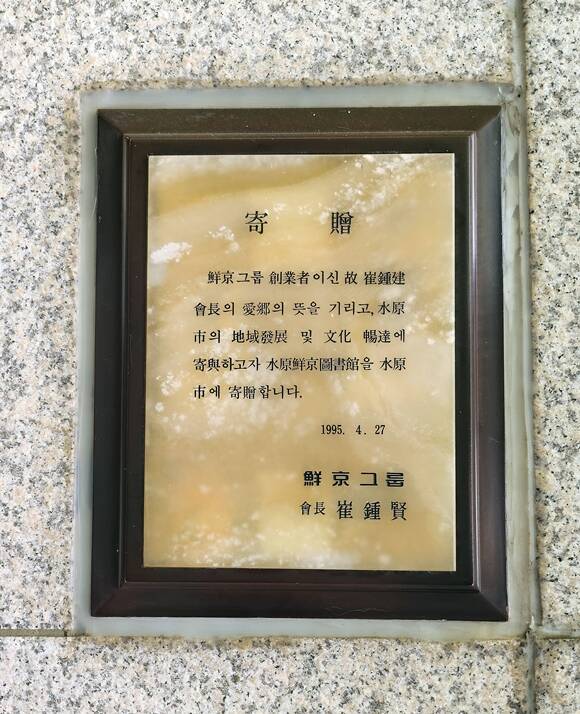 寄 贈
鮮京그룹 創業者이신 故 崔鍾建
會長의 愛鄕의 뜻을 기리고, 水原
市의 地域發展 및 文化 暢達에
寄與하고자 水原鮮京圖書館을 水原
市에 寄贈합니다.
1995. 4. 27
鮮京그룹
會長 崔鍾賢